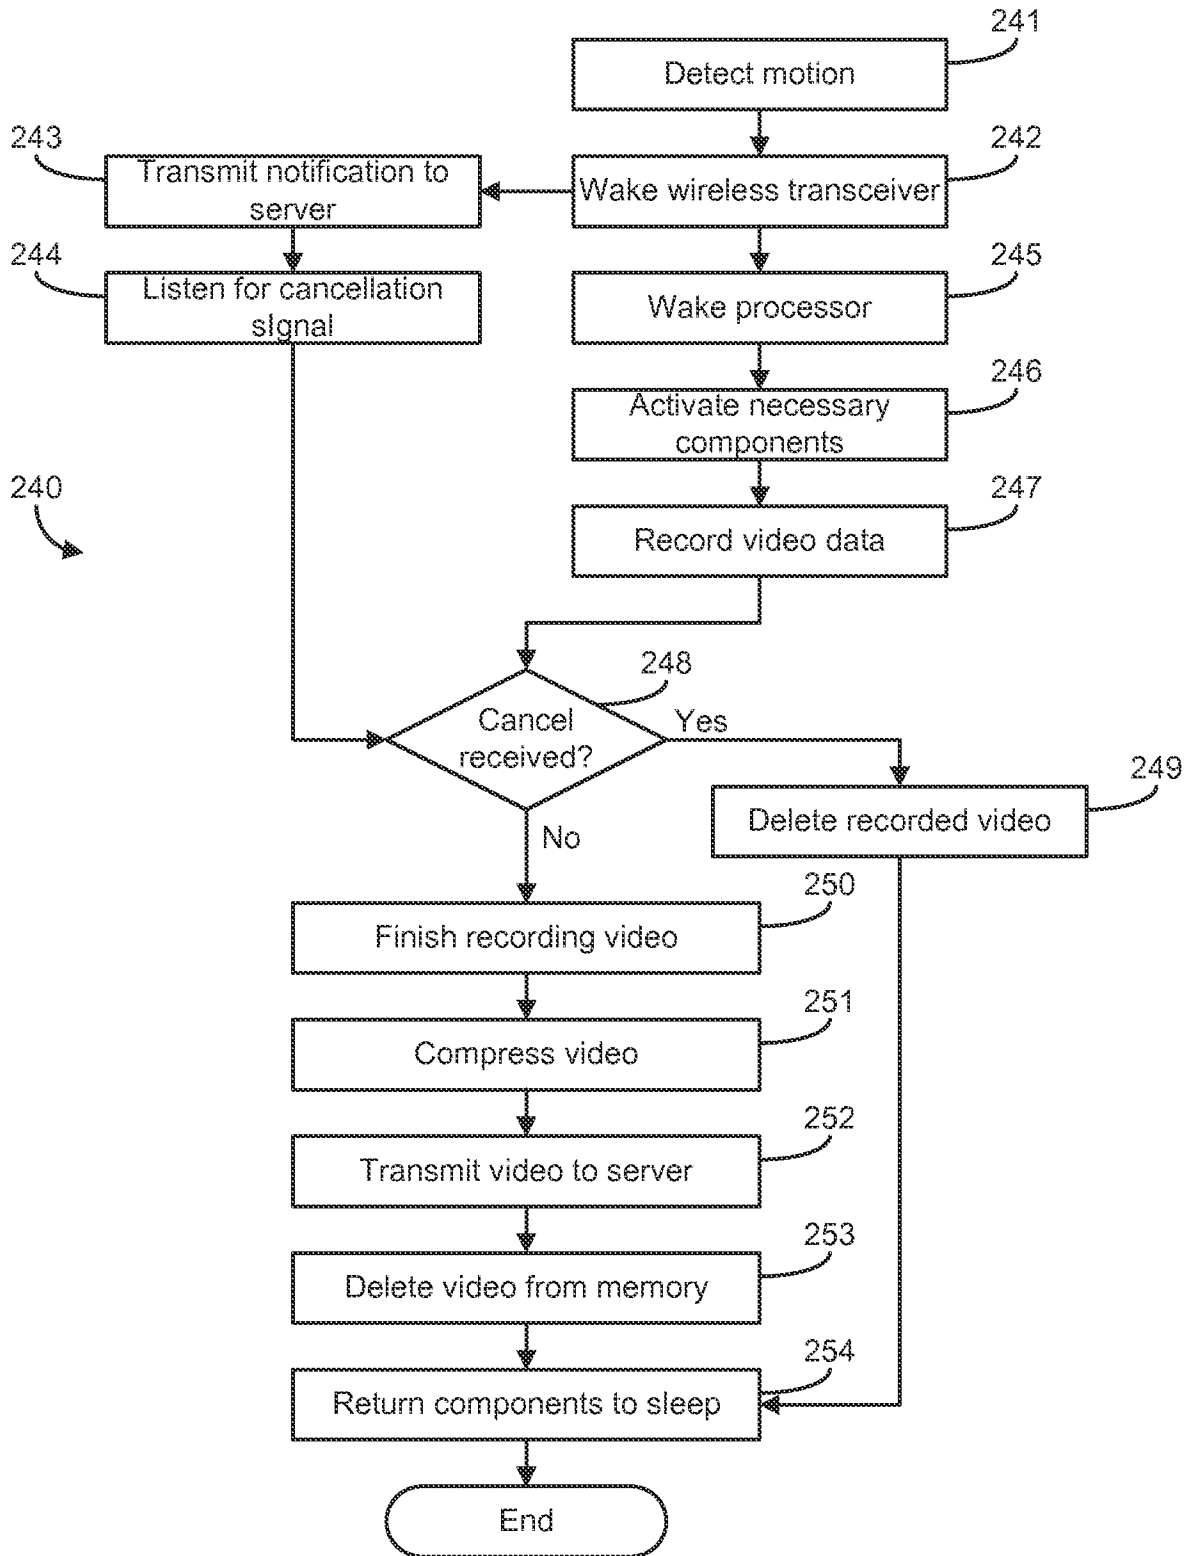 241
Detect motion
243
242
Transmit notification to
server
Wake wireless transceiver
244
245
Listen for cancellation
sIgnal
Wake processor
246
Activate necessary
components
240
247
Record video data
248
Cancel
received?
Yes
249
Delete recorded video
No
250
Finish recording video
251
Compress video
252
Transmit video to server
253
Delete video from memory
254
Return components to sleep
End